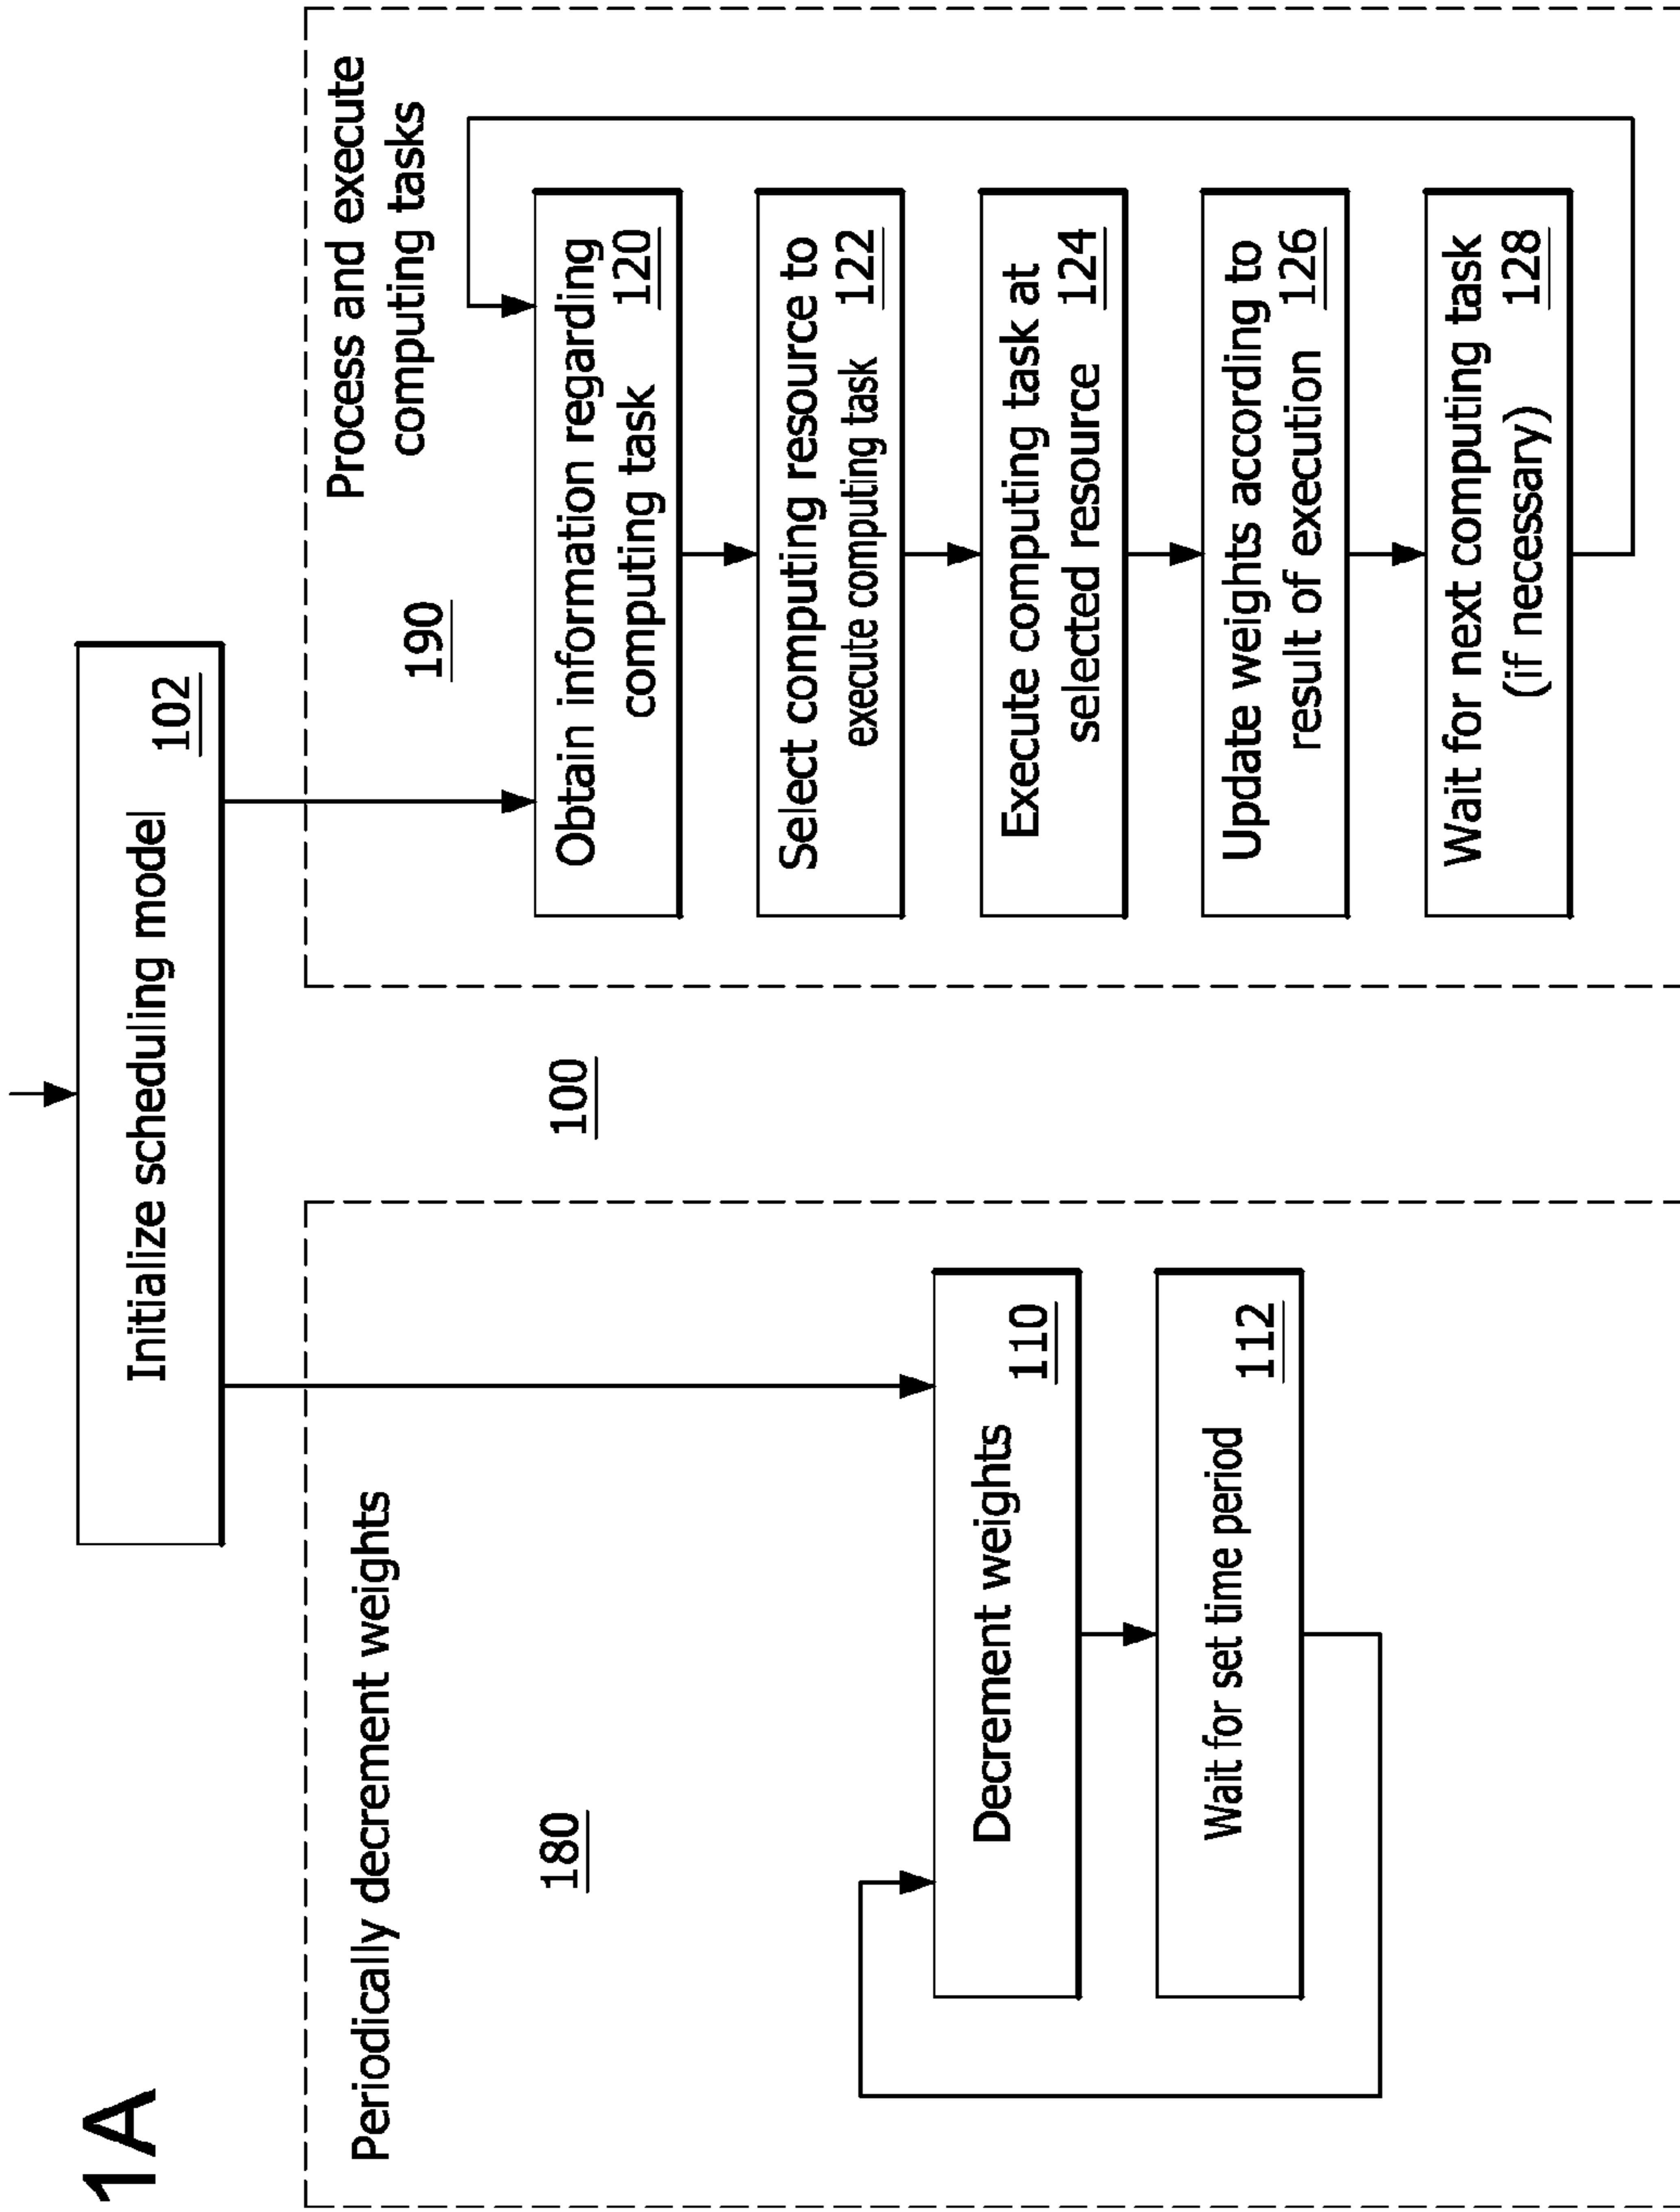 1A
Initialize scheduling model
102
Periodically decrement weights
180
Decrement weights
110
Wait for set time period
112
100
Process and execute
computing tasks
190
Obtain information regarding
computing task 120
Select computing resource to
execute computing task 122
Execute computing task at
selected resource 124
Update weights according to
result of execution 126
Wait for next computing task
(if necessary) 128